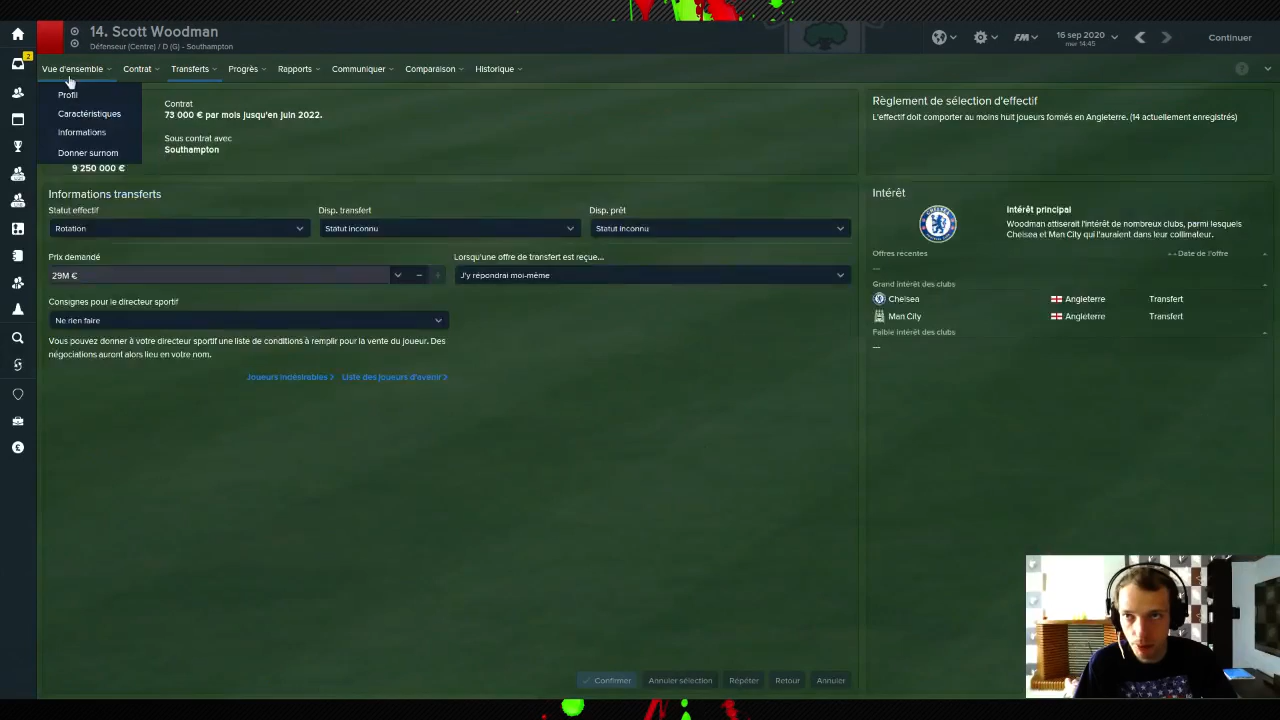 14. Scott Woodman
Défenseur (Centre) / D (G) - Southampton
FM
16 sep 2020
mer 14:45
Continuer
2
Vue d'ensemble
Contrat
Transferts
Progrès
Rapports
Communiquer
Comparaison
Historique
?
Profil
Caractéristiques
Informations
Donner surnom
9 250 000 €
Contrat
73 000 € par mois jusqu'en juin 2022.
Sous contrat avec
Southampton
Règlement de sélection d'effectif
L'effectif doit comporter au moins huit joueurs formés en Angleterre. (14 actuellement enregistrés)
Informations transferts
Statut effectif
Disp. transfert
Disp. prêt
Rotation
Statut inconnu
Statut inconnu
Prix demandé
Lorsqu'une offre de transfert est reçue...
29M €
J'y répondrai moi-même
Consignes pour le directeur sportif
Ne rien faire
Vous pouvez donner à votre directeur sportif une liste de conditions à remplir pour la vente du joueur. Des
négociations auront alors lieu en votre nom.
Joueurs indésirables >
Liste des joueurs d'avenir >
Intérêt
Intérêt principal
Woodman attiserait l'intérêt de nombreux clubs, parmi lesquels
Chelsea et Man City qui l'auraient dans leur collimateur.
Offres recentes
Date de l'offre
---
Grand intérêt des clubs
Chelsea
Angleterre
Transfert
Man City
Angleterre
Transfert
Faible intérêt des clubs
---
Confirmer
Annuler sélection
Répéter
Retour
Annuler